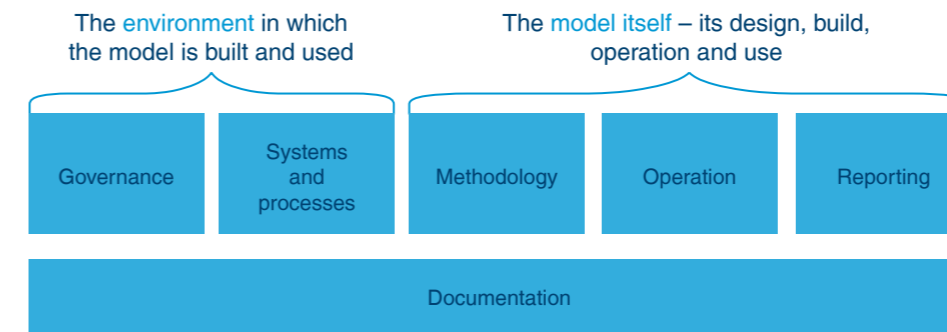 The environment in which
the model is built and used
The model itself – its design, build,
operation and use
Governance
Systems
and
processes
Methodology
Operation
Reporting
Documentation